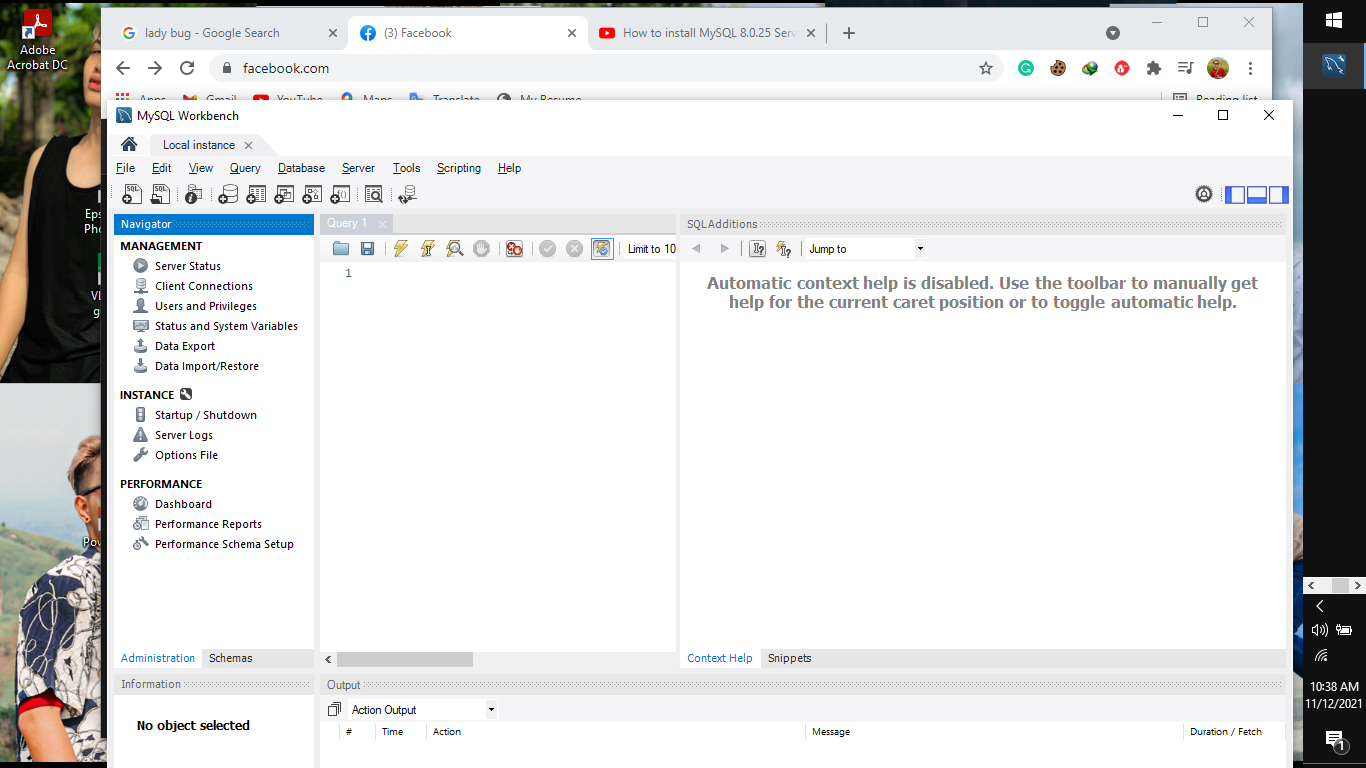 Adobe
Acrobat DC
lady bug - Google Search
(3) Facebook
How to install MySQL 8.0.25 Serv
facebook.com
Apps
Gmail
YouTube
Maps
Translate
My Resume
Reading list
MySQL Workbench
Local instance
File Edit View Query Database Server Tools Scripting Help
Navigator
MANAGEMENT
Server Status
Client Connections
Users and Privileges
Status and System Variables
Data Export
Data Import/Restore
INSTANCE
Startup / Shutdown
Server Logs
Options File
PERFORMANCE
Dashboard
Performance Reports
Performance Schema Setup
Administration Schemas
Information
No object selected
Query 1
Limit to 10
1
SQLAdditions
Jump to
Automatic context help is disabled. Use the toolbar to manually get
help for the current caret position or to toggle automatic help.
Context Help Snippets
Output
Action Output
# Time Action Message Duration / Fetch
Eps
Pho
VL
g
Pov
10:38 AM
11/12/2021
1